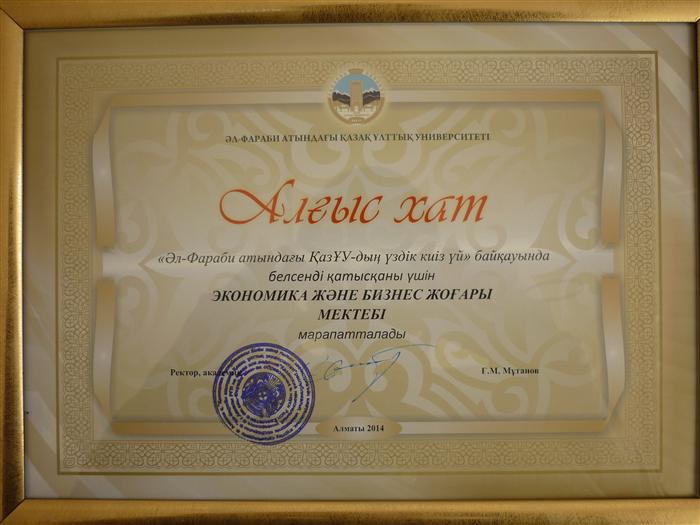 ӘЛ-ФАРАБИ АТЫНДАҒЫ ҚАЗАҚ ҰЛТТЫҚ УНИВЕРСИТЕТІ
Алғыс хат
«Әл-Фараби атындағы ҚазҰУ-дың үздік киіз үй» байқауында
белсенді қатысқаны үшін
ЭКОНОМИКА ЖӘНЕ БИЗНЕС ЖОҒАРЫ
МЕКТЕБІ
марапатталады
Ректор, академик
Ғ.М. Мұтанов
Алматы 2014